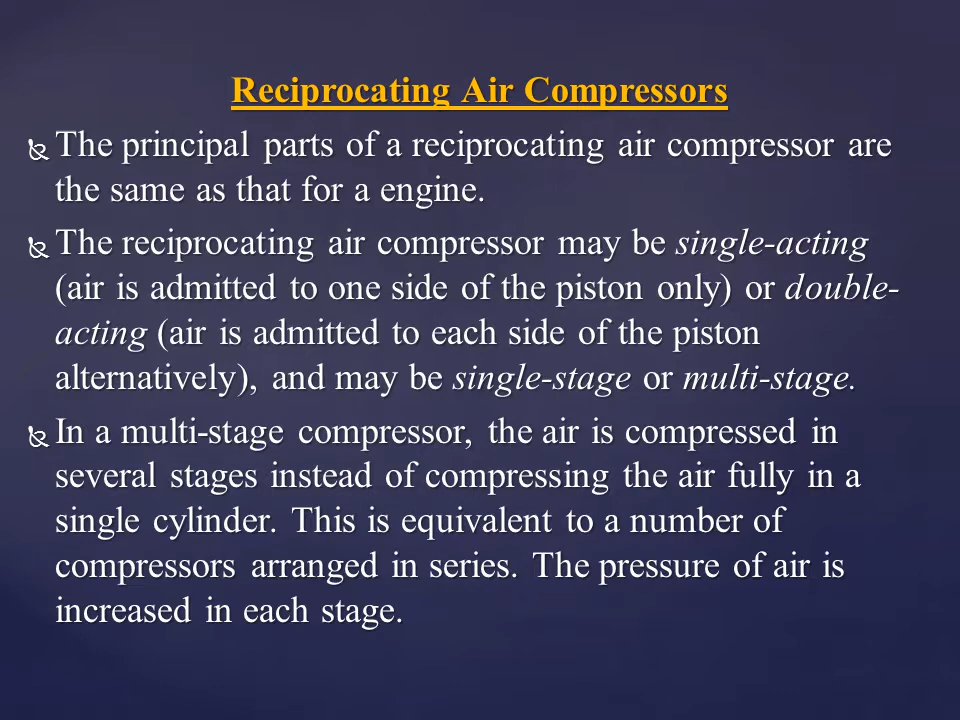 Reciprocating Air Compressors
The principal parts of a reciprocating air compressor are
the same as that for a engine.
The reciprocating air compressor may be single-acting
(air is admitted to one side of the piston only) or double-
acting (air is admitted to each side of the piston
alternatively), and may be single-stage or multi-stage.
In a multi-stage compressor, the air is compressed in
several stages instead of compressing the air fully in a
single cylinder. This is equivalent to a number of
compressors arranged in series. The pressure of air is
increased in each stage.